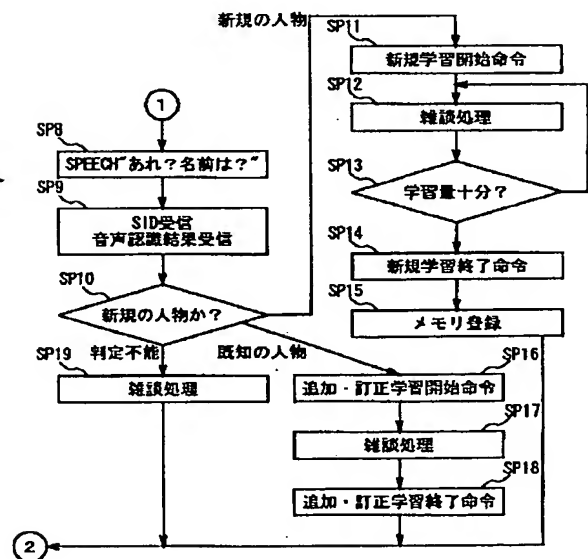 新規の人物
SP11
新規学習開始命令
SP12
雑談処理
SP13
学習量十分?
SP14
新規学習終了命令
SP15
メモリ登録
1
SP8
SPEECH"あれ?名前は?"
SP9
SID受信
音声認識結果受信
SP10
新規の人物か?
判定不能
既知の人物
SP19
雑談処理
SP16
追加・訂正学習開始命令
SP17
雑談処理
SP18
追加・訂正学習終了命令
2